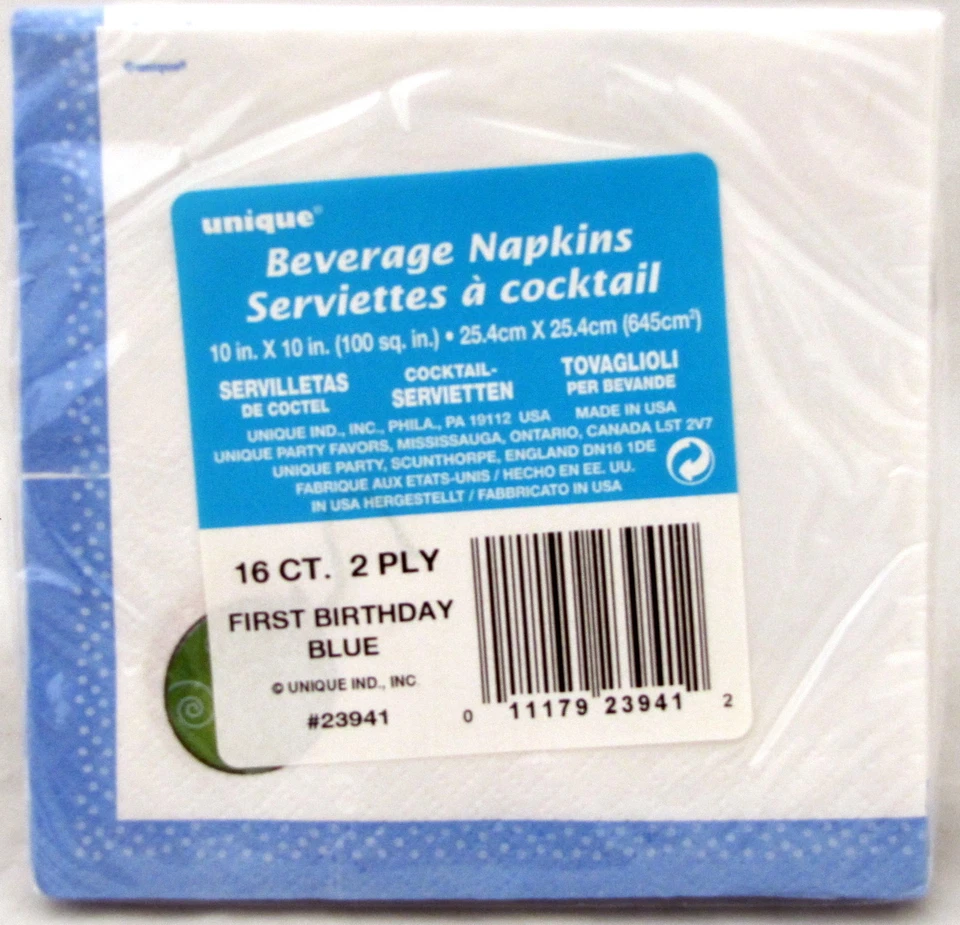 unique
unique®
Beverage Napkins
Serviettes à cocktail
10 in. X 10 in. (100 sq. in.) • 25.4cm X 25.4cm (645cm²)
SERVILLETAS DE COCTEL
COCKTAIL-SERVIETTEN
TOVAGLIOLI PER BEVANDE
UNIQUE IND., INC., PHILA., PA 19112 USA MADE IN USA
UNIQUE PARTY FAVORS, MISSISSAUGA, ONTARIO, CANADA L5T 2V7
UNIQUE PARTY, SCUNTHORPE, ENGLAND DN16 1DE
FABRIQUE AUX ETATS-UNIS / HECHO EN EE. UU.
IN USA HERGESTELLT / FABBRICATO IN USA
16 CT. 2 PLY
FIRST BIRTHDAY
BLUE
© UNIQUE IND., INC.
#23941
0 11179 23941 2